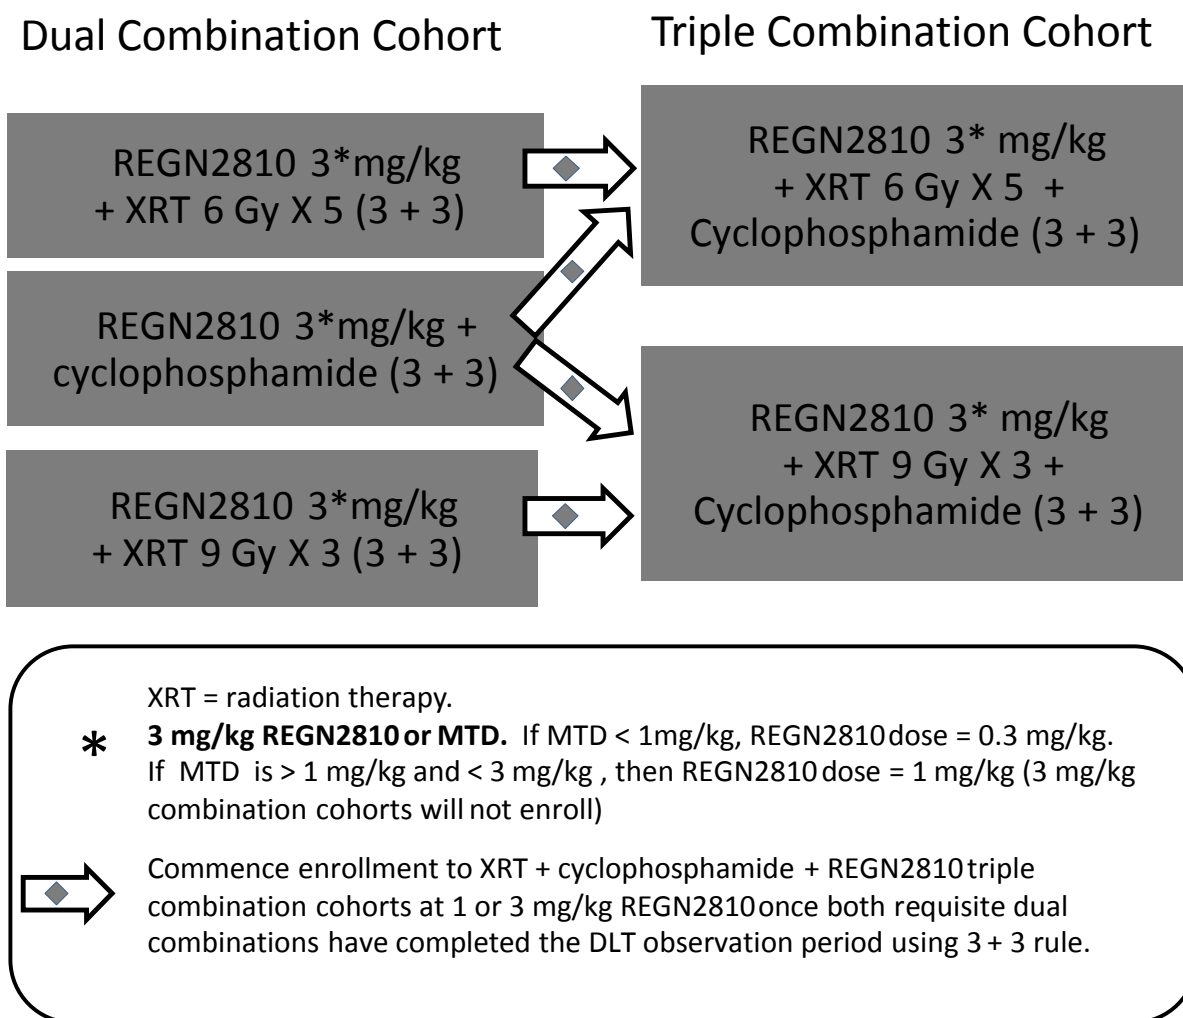 Dual Combination Cohort
Triple Combination Cohort
REGN2810 3*mg/kg
+ XRT 6 Gy X 5 (3 + 3)
REGN2810 3*mg/kg +
cyclophosphamide (3 + 3)
REGN2810 3*mg/kg
+ XRT 9 Gy X 3 (3 + 3)
REGN2810 3* mg/kg
+ XRT 6 Gy X 5 +
Cyclophosphamide (3 + 3)
REGN2810 3* mg/kg
+ XRT 9 Gy X 3 +
Cyclophosphamide (3 + 3)
XRT = radiation therapy.
* 3 mg/kg REGN2810 or MTD. If MTD < 1mg/kg, REGN2810 dose = 0.3 mg/kg.
If MTD is > 1 mg/kg and < 3 mg/kg , then REGN2810 dose = 1 mg/kg (3 mg/kg
combination cohorts will not enroll)
Commence enrollment to XRT + cyclophosphamide + REGN2810 triple
combination cohorts at 1 or 3 mg/kg REGN2810 once both requisite dual
combinations have completed the DLT observation period using 3 + 3 rule.